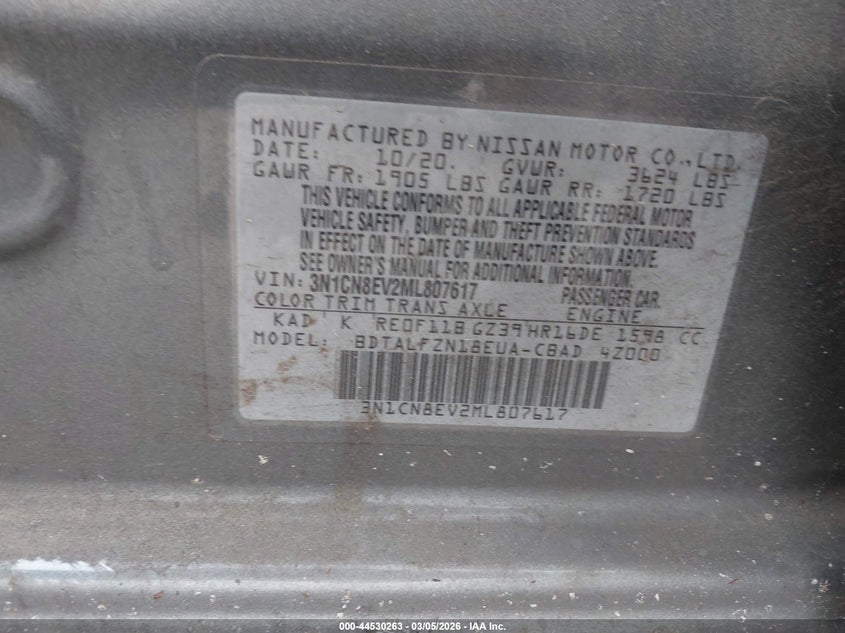 MANUFACTURED BY NISSAN MOTOR CO., LTD.
DATE: 10/20. GVWR: 3624 LBS
GAWR FR: 1905 LBS GAWR RR: 1720 LBS
THIS VEHICLE CONFORMS TO ALL APPLICABLE FEDERAL MOTOR
VEHICLE SAFETY, BUMPER AND THEFT PREVENTION STANDARDS
IN EFFECT ON THE DATE OF MANUFACTURE SHOWN ABOVE.
SEE OWNER'S MANUAL FOR ADDITIONAL INFORMATION.
VIN: 3N1CN8EV2ML807617 PASSENGER CAR.
COLOR TRIM TRANS AXLE ENGINE
KAD K RE0F11B GZ39 HR16DE 1598 CC
MODEL: BDTALFZN18EUA-C8AD 4Z000
3N1CN8EV2ML807617
000-44530263 - 03/05/2026 - IAA Inc.